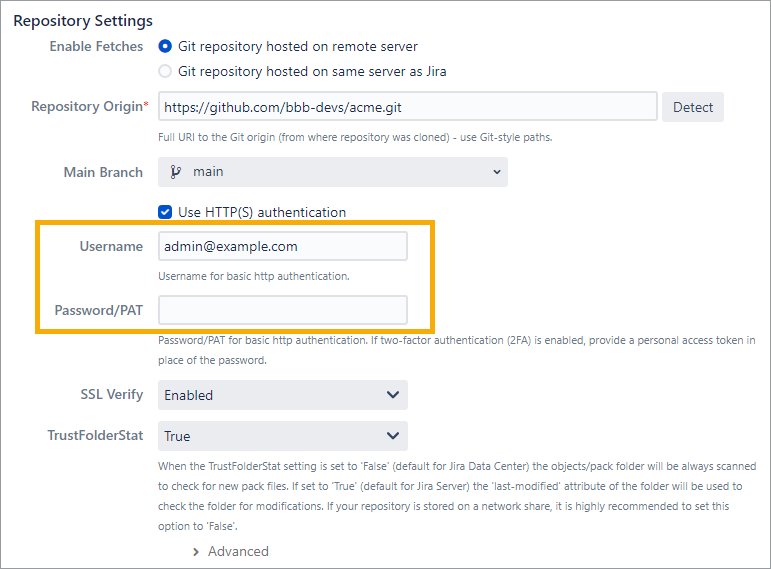 Repository Settings
Enable Fetches Git repository hosted on remote server
Git repository hosted on same server as Jira
Repository Origin* https://github.com/bbb-devs/acme.git Detect
Full URI to the Git origin (from where repository was cloned) - use Git-style paths.
Main Branch main
Use HTTP(S) authentication
Username admin@example.com
Username for basic http authentication.
Password/PAT
Password/PAT for basic http authentication. If two-factor authentication (2FA) is enabled, provide a personal access token in
place of the password.
SSL Verify Enabled
TrustFolderStat True
When the TrustFolderStat setting is set to 'False' (default for Jira Data Center) the objects/pack folder will be always scanned
to check for new pack files. If set to 'True' (default for Jira Server) the 'last-modified' attribute of the folder will be used to
check the folder for modifications. If your repository is stored on a network share, it is highly recommended to set this
option to 'False'.
Advanced